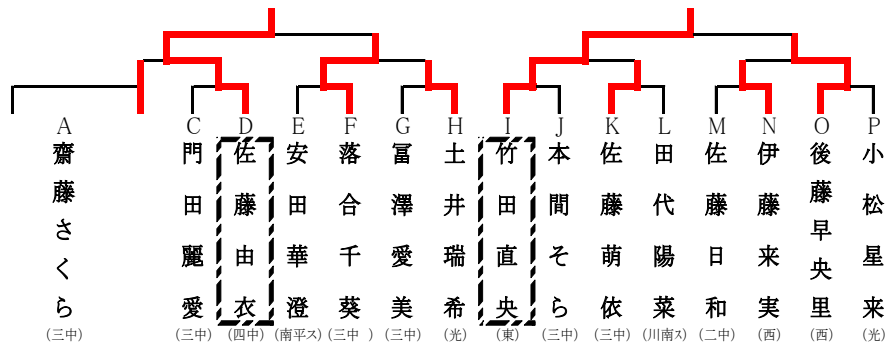 A C D E F G H I J K L M N O P
齋藤さくら
門田麗愛
佐藤由衣
安田華澄
落合千葵
冨澤愛美
土井瑞希
竹田直央
本間そら
佐藤萌依
田代陽菜
佐藤日和
伊藤来実
後藤早央里
小松星来
(三中) (三中) (四中) (南平ス) (三中 ) (三中) (光) (東) (三中) (三中) (川南ス) (二中) (西) (西) (光)